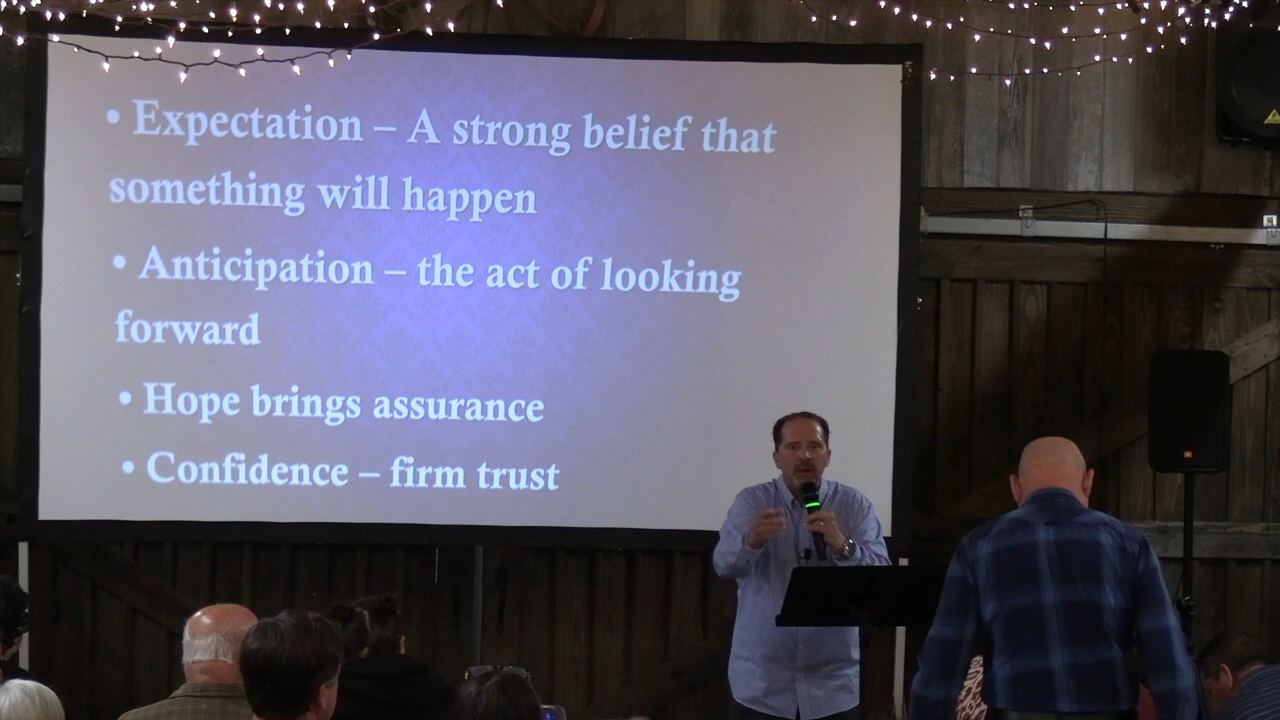 • Expectation – A strong belief that
something will happen
• Anticipation – the act of looking
forward
• Hope brings assurance
• Confidence – firm trust